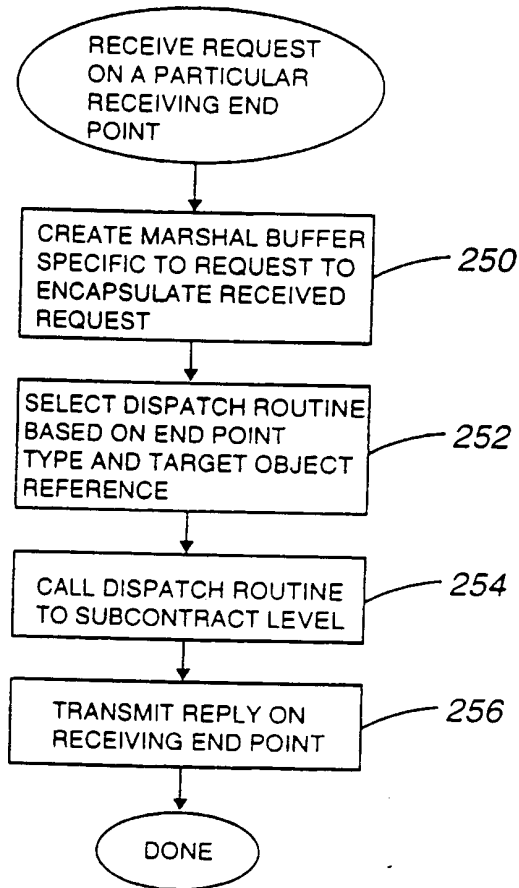 RECEIVE REQUEST
ON A PARTICULAR
RECEIVING END
POINT
CREATE MARSHAL BUFFER
SPECIFIC TO REQUEST TO
ENCAPSULATE RECEIVED
REQUEST
250
SELECT DISPATCH ROUTINE
BASED ON END POINT
TYPE AND TARGET OBJECT
REFERENCE
252
CALL DISPATCH ROUTINE
TO SUBCONTRACT LEVEL
254
TRANSMIT REPLY ON
RECEIVING END POINT
256
DONE